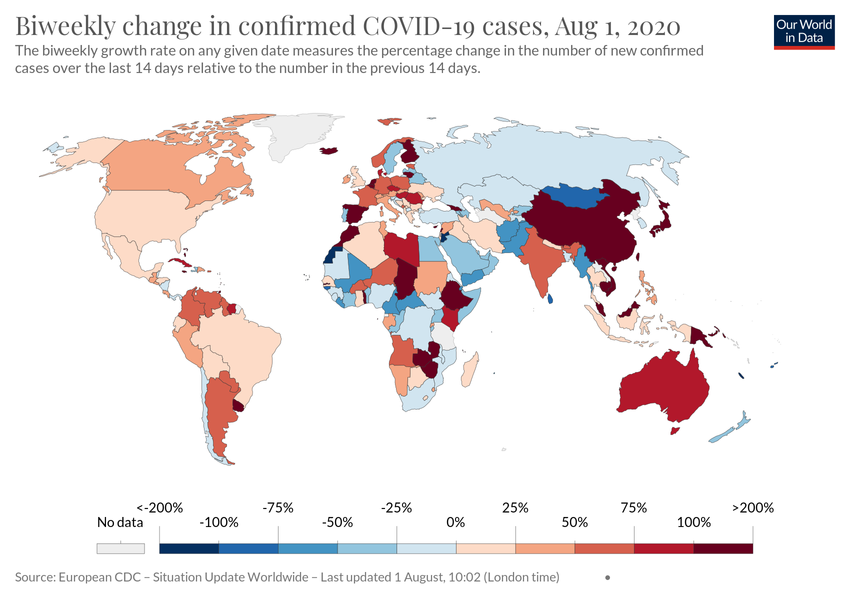 Biweekly change in confirmed COVID-19 cases, Aug 1, 2020
Our World
in Data
The biweekly growth rate on any given date measures the percentage change in the number of new confirmed
cases over the last 14 days relative to the number in the previous 14 days.
<-200% -75% -25% 25% 75% >200%
No data -100% -50% 0% 50% 100%
Source: European CDC – Situation Update Worldwide – Last updated 1 August, 10:02 (London time) •